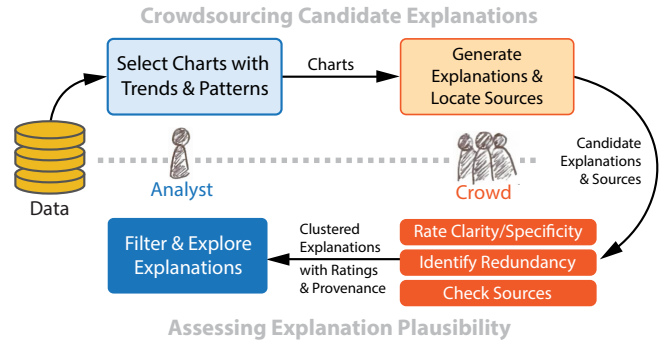 Crowdsourcing Candidate Explanations
Select Charts with
Trends & Patterns
Charts
Generate
Explanations &
Locate Sources
Candidate
Explanations
& Sources
Data
Analyst
Crowd
Rate Clarity/Specificity
Identify Redundancy
Check Sources
Clustered
Explanations
with Ratings
& Provenance
Filter & Explore
Explanations
Assessing Explanation Plausibility